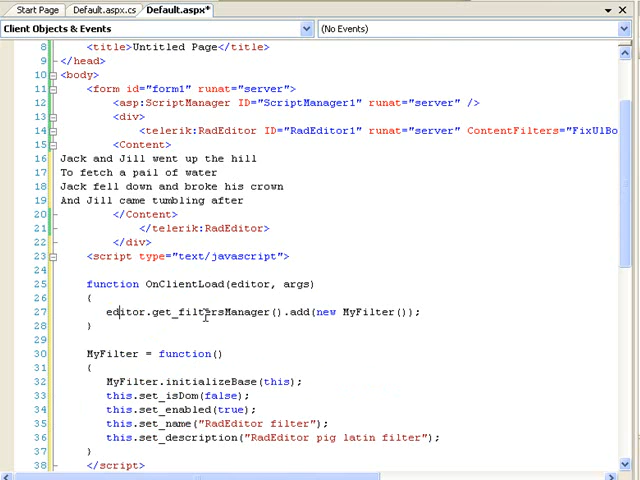 Start Page Default.aspx.cs Default.aspx*
Client Objects & Events (No Events)
8 <title>Untitled Page</title>
9 </head>
10 <body>
11 <form id="form1" runat="server">
12 <asp:ScriptManager ID="ScriptManager1" runat="server" />
13 <div>
14 <telerik:RadEditor ID="RadEditor1" runat="server" ContentFilters="FixUlBo
15 <Content>
16 Jack and Jill went up the hill
17 To fetch a pail of water
18 Jack fell down and broke his crown
19 And Jill came tumbling after
20 </Content>
21 </telerik:RadEditor>
22 </div>
23 <script type="text/javascript">
24
25 function OnClientLoad(editor, args)
26 {
27 editor.get_filtersManager().add(new MyFilter());
28 }
29
30 MyFilter = function()
31 {
32 MyFilter.initializeBase(this);
33 this.set_isDom(false);
34 this.set_enabled(true);
35 this.set_name("RadEditor filter");
36 this.set_description("RadEditor pig latin filter");
37 }
38 </script>